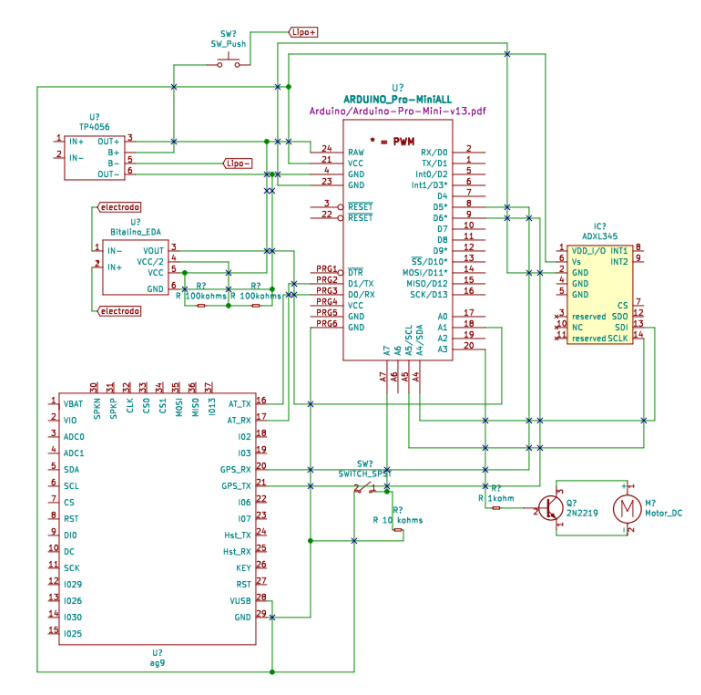 SW?
SW_Push
Lipo+
U?
ARDUINO_Pro-MiniALL
Arduino/Arduino-Pro-Mini-v13.pdf
* = PWM
24 RAW
21 VCC
4 GND
23 GND
3 RESET
22 RESET
PRG1 DTR
PRG2 D1/TX
PRG3 D0/RX
PRG4 VCC
PRG5 GND
PRG6 GND
RX/D0 2
TX/D1 1
Int0/D2 5
Int1/D3* 6
D4 7
D5* 8
D6* 9
D7 10
D8 11
D9* 12
SS/D10* 13
MOSI/D11* 14
MISO/D12 15
SCK/D13 16
A0 17
A1 18
A2 19
A3 20
A7 A6 A5/SCL A4/SDA
A7 A6 A5 A4
U?
TP4056
1 IN+ OUT+ 3
B+ 4
2 IN- B- 5
OUT- 6
Lipo-
electrodo
U?
Bitalino_EDA
1 IN- VOUT 3
VCC/2 4
2 IN+ VCC 5
GND 6
electrodo
R? R?
R 100kohms R 100kohms
IC?
ADXL345
1 VDD_I/O INT1 8
6 Vs INT2 9
2 GND
4 GND
5 GND
CS 7
3 reserved SDO 12
10 NC SDI 13
11 reserved SCLK 14
30 31 32 33 34 35 36 37
SPKN SPKP CLK CS0 CS1 MOSI MISO IO13
1 VBAT AT_TX 16
2 VIO AT_RX 17
3 ADC0 IO2 18
4 ADC1 IO3 19
5 SDA GPS_RX 20
6 SCL GPS_TX 21
7 CS IO6 22
8 RST IO7 23
9 DIO Hst_TX 24
10 DC Hst_RX 25
11 SCK KEY 26
12 IO29 RST 27
13 IO26 VUSB 28
14 IO30 GND 29
15 IO25
U?
ag9
SW?
SWITCH_SPST
2 1
R?
R 10 kohms
R?
R 1kohm
Q?
2N2219
3
2
1
M?
Motor_DC
+ 1
M
- 2